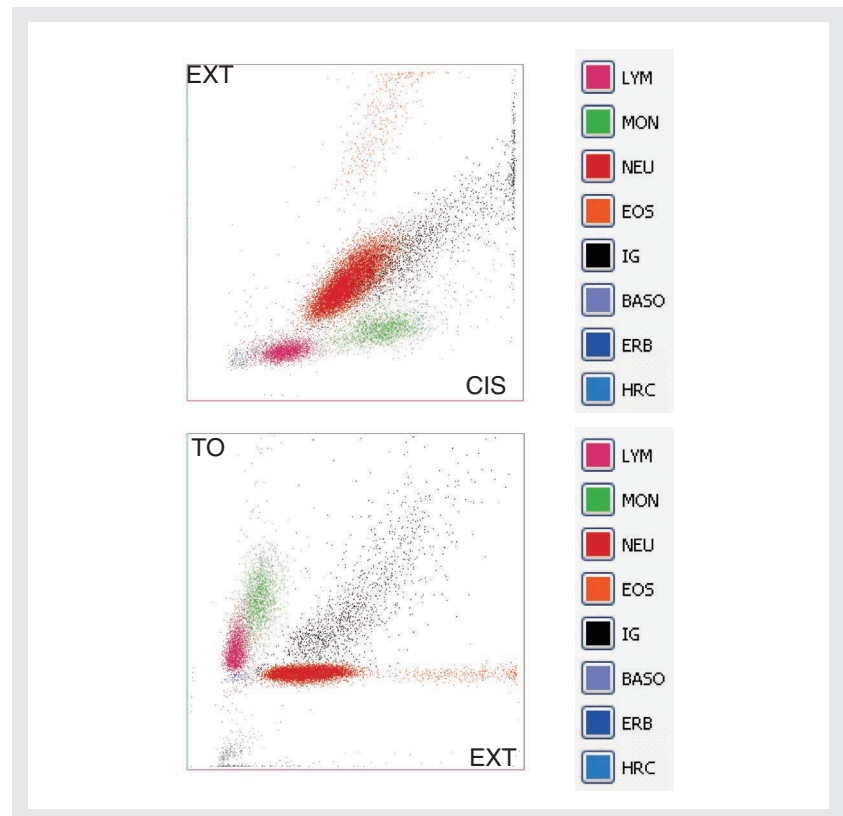 EXT
CIS
LYM
MON
NEU
EOS
IG
BASO
ERB
HRC
TO
EXT
LYM
MON
NEU
EOS
IG
BASO
ERB
HRC